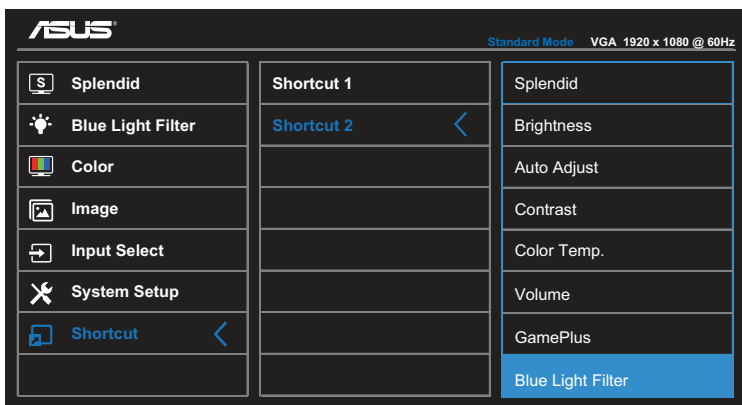 ASUS
Standard Mode VGA 1920 x 1080 @ 60Hz
S Splendid
Blue Light Filter
Color
Image
Input Select
System Setup
Shortcut
Shortcut 1
Shortcut 2
Splendid
Brightness
Auto Adjust
Contrast
Color Temp.
Volume
GamePlus
Blue Light Filter